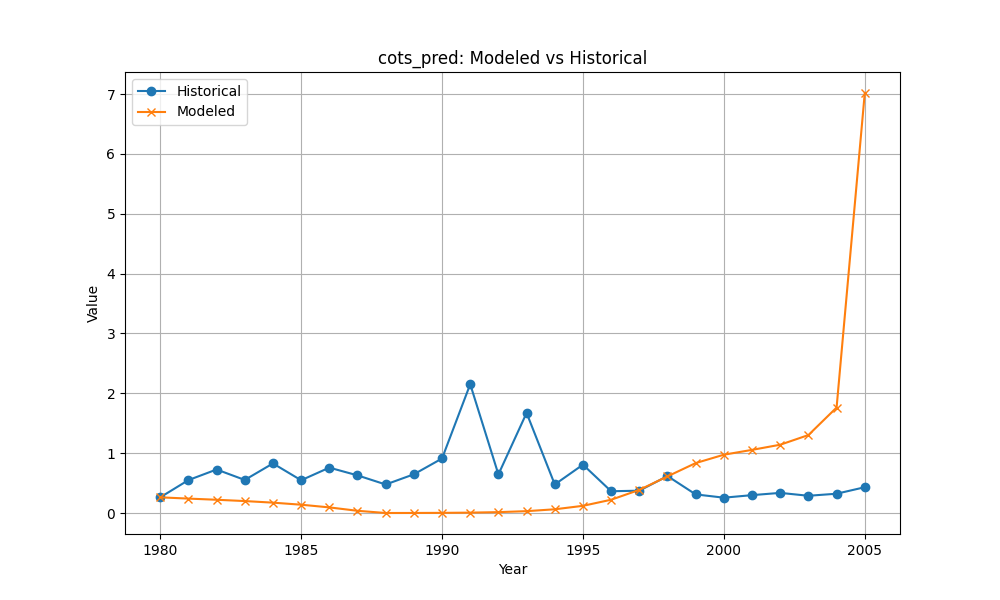 cots_pred: Modeled vs Historical
Historical
Modeled
Value
7
6
5
4
3
2
1
0
1980 1985 1990 1995 2000 2005
Year